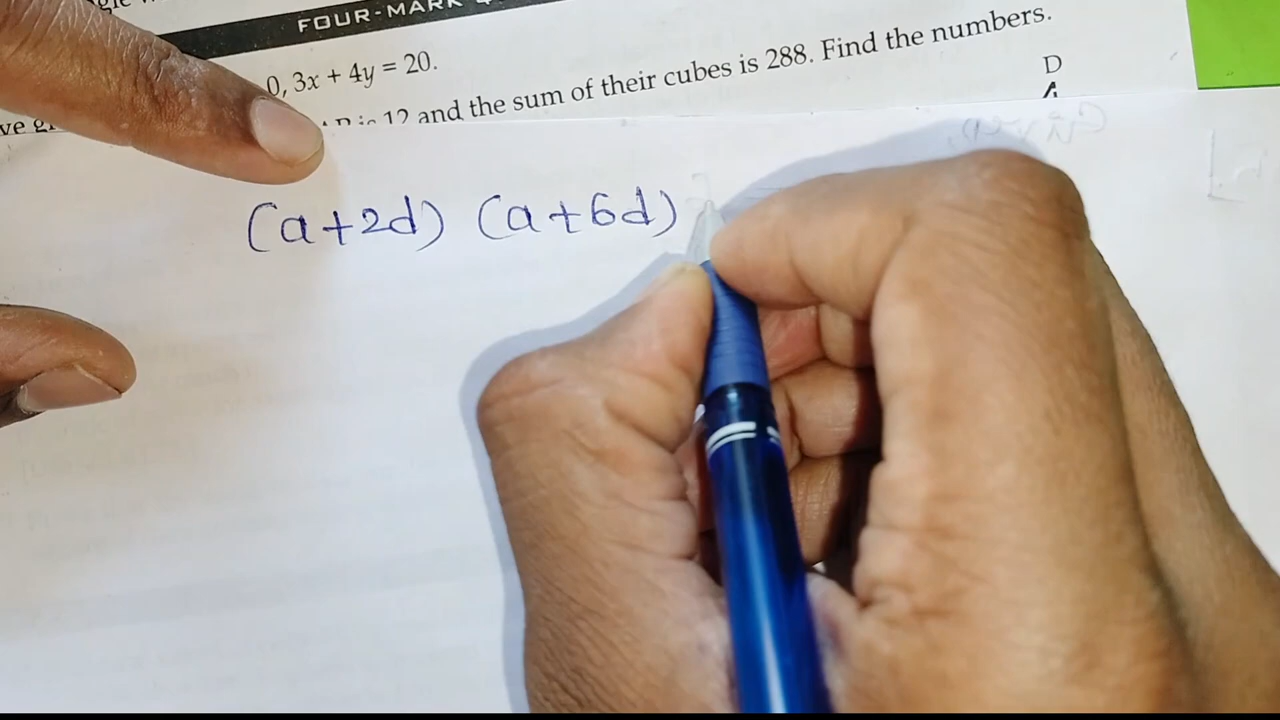 FOUR-MARK
0, 3x + 4y = 20.
is 12 and the sum of their cubes is 288. Find the numbers.
D
(a+2d) (a+6d)